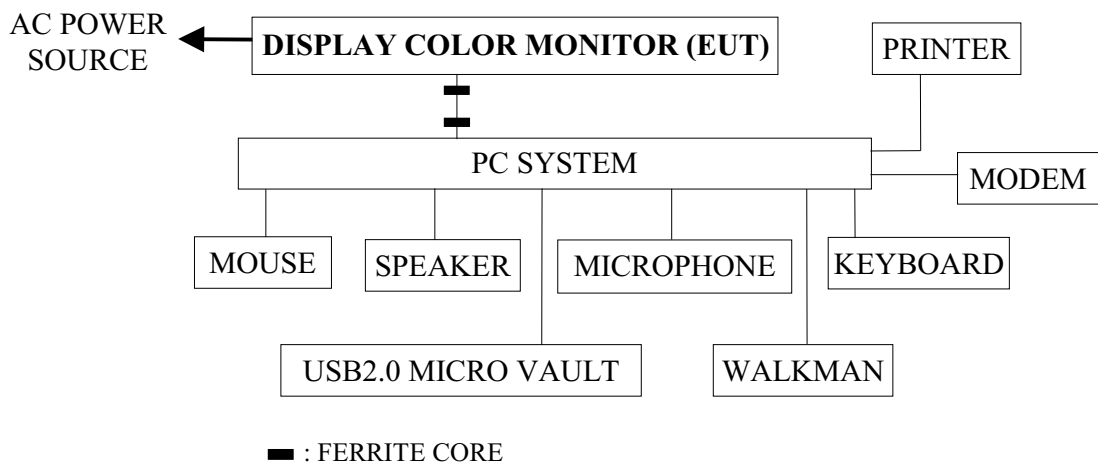 AC POWER
SOURCE
DISPLAY COLOR MONITOR (EUT)
PRINTER
PC SYSTEM
MODEM
MOUSE
SPEAKER
MICROPHONE
KEYBOARD
USB2.0 MICRO VAULT
WALKMAN
: FERRITE CORE